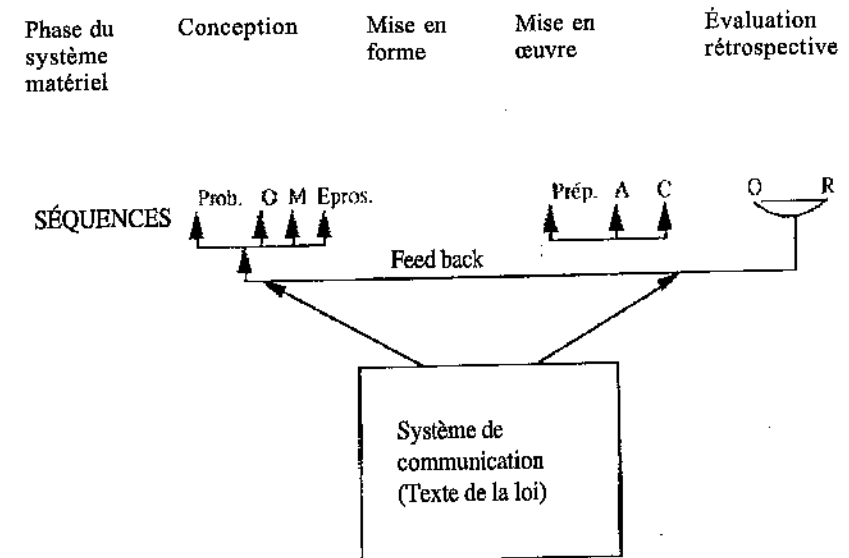 Phase du
système
matériel
Conception
Mise en
forme
Mise en
œuvre
Évaluation
rétrospective
SÉQUENCES
Prob. O M Epros.
Prép. A C
O R
Feed back
Système de
communication
(Texte de la loi)